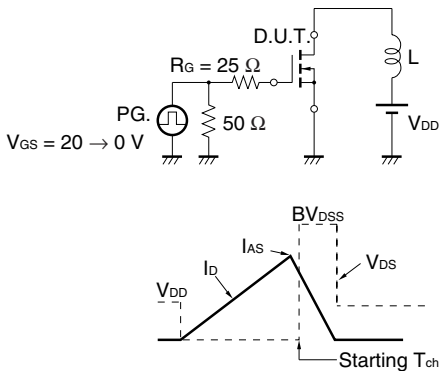 D.U.T.
RG = 25 Ω
L
PG.
50 Ω
VDD
VGS = 20 → 0 V
BVDSS
IAS
ID
VDS
VDD
Starting Tch